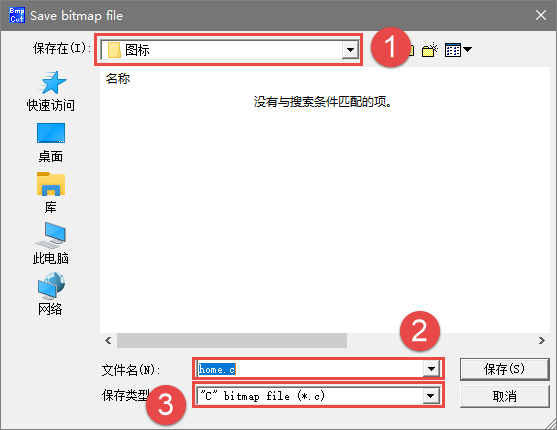 Bmp
Cvt
Save bitmap file
保存在(I):
图标
1
名称
没有与搜索条件匹配的项。
快速访问
桌面
库
此电脑
网络
2
文件名(N):
home.c
保存(S)
保存类型
3
"C" bitmap file (*.c)
取消